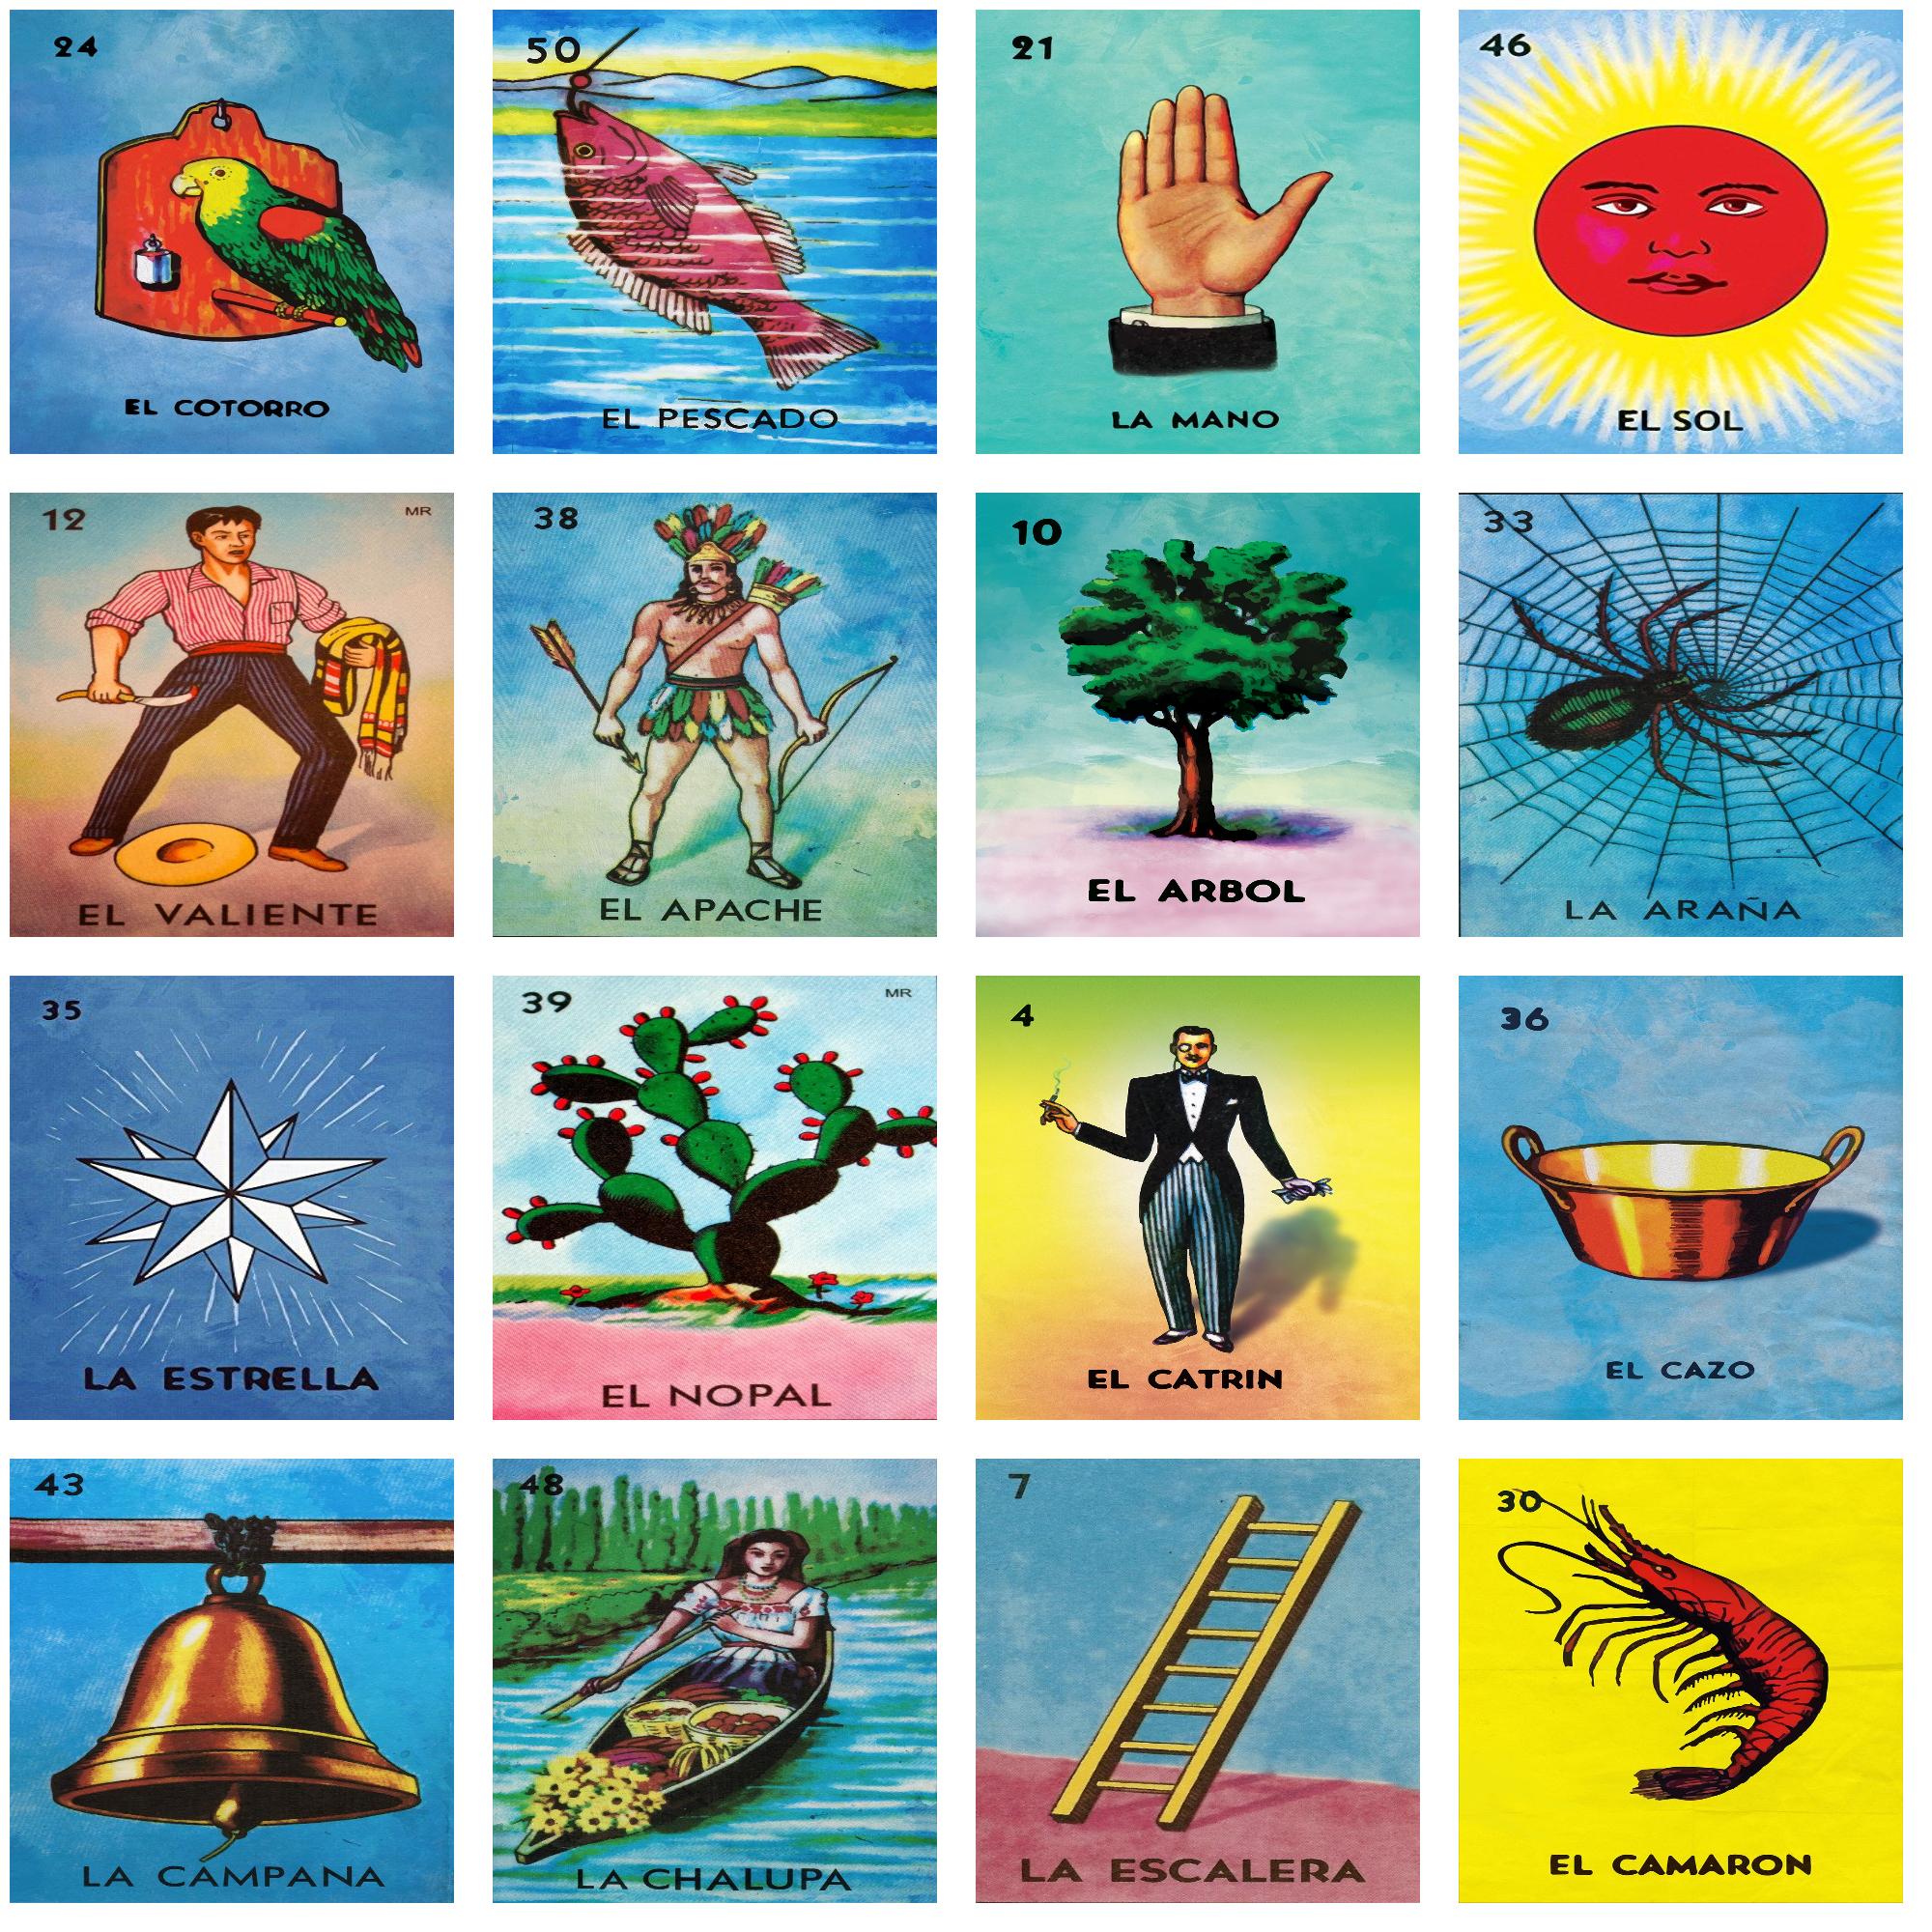 24
EL COTORRO
50
EL PESCADO
21
LA MANO
46
EL SOL
12
MR
EL VALIENTE
38
EL APACHE
10
EL ARBOL
33
LA ARAÑA
35
LA ESTRELLA
39
MR
EL NOPAL
4
EL CATRIN
36
EL CAZO
43
LA CAMPANA
48
LA CHALUPA
7
LA ESCALERA
30
EL CAMARON